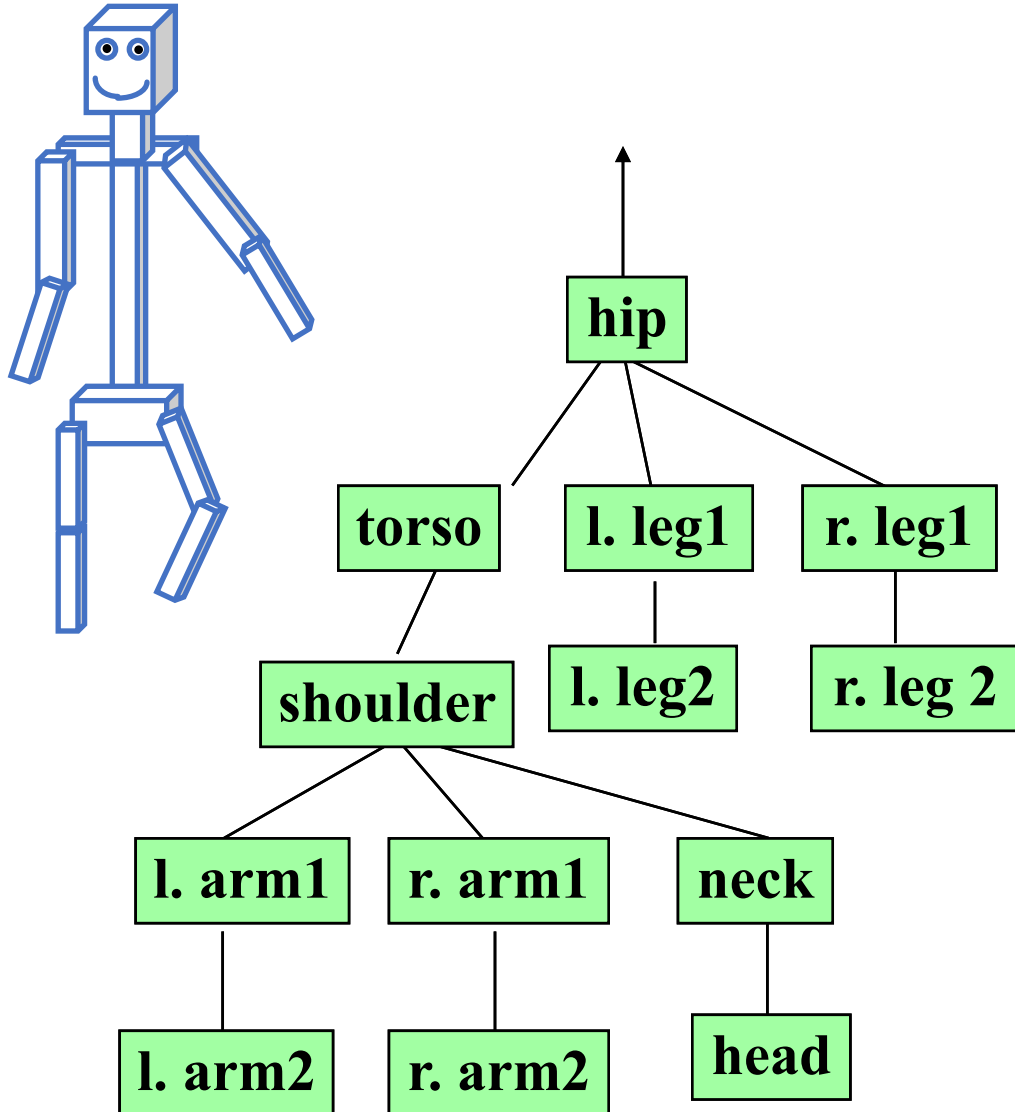 hip
torso
l. leg1
r. leg1
shoulder
l. leg2
r. leg 2
l. arm1
r. arm1
neck
l. arm2
r. arm2
head